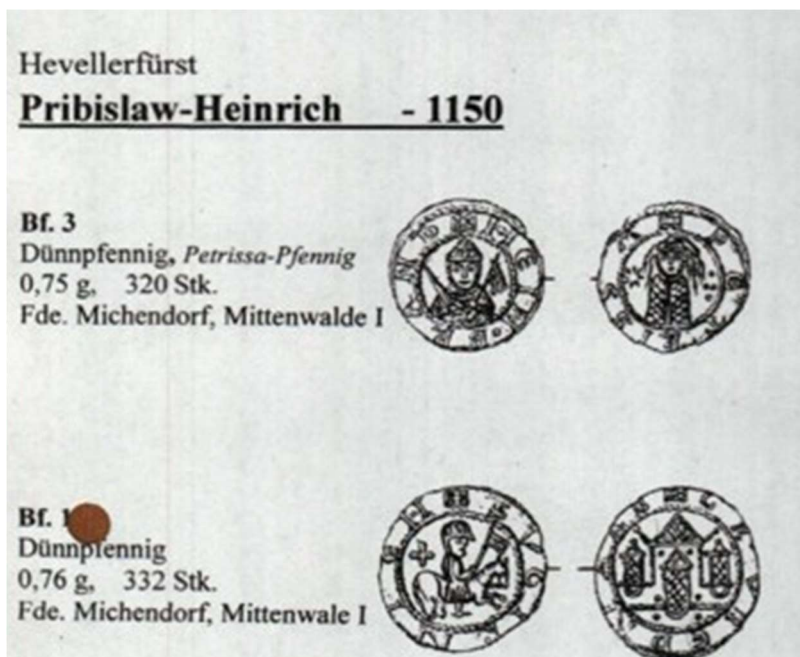 Hevellerfürst
Pribislaw-Heinrich - 1150
Bf. 3
Dünnpfennig, Petrissa-Pfennig
0,75 g, 320 Stk.
Fde. Michendorf, Mittenwalde I
Bf. 1
Dünnpfennig
0,76 g, 332 Stk.
Fde. Michendorf, Mittenwale I